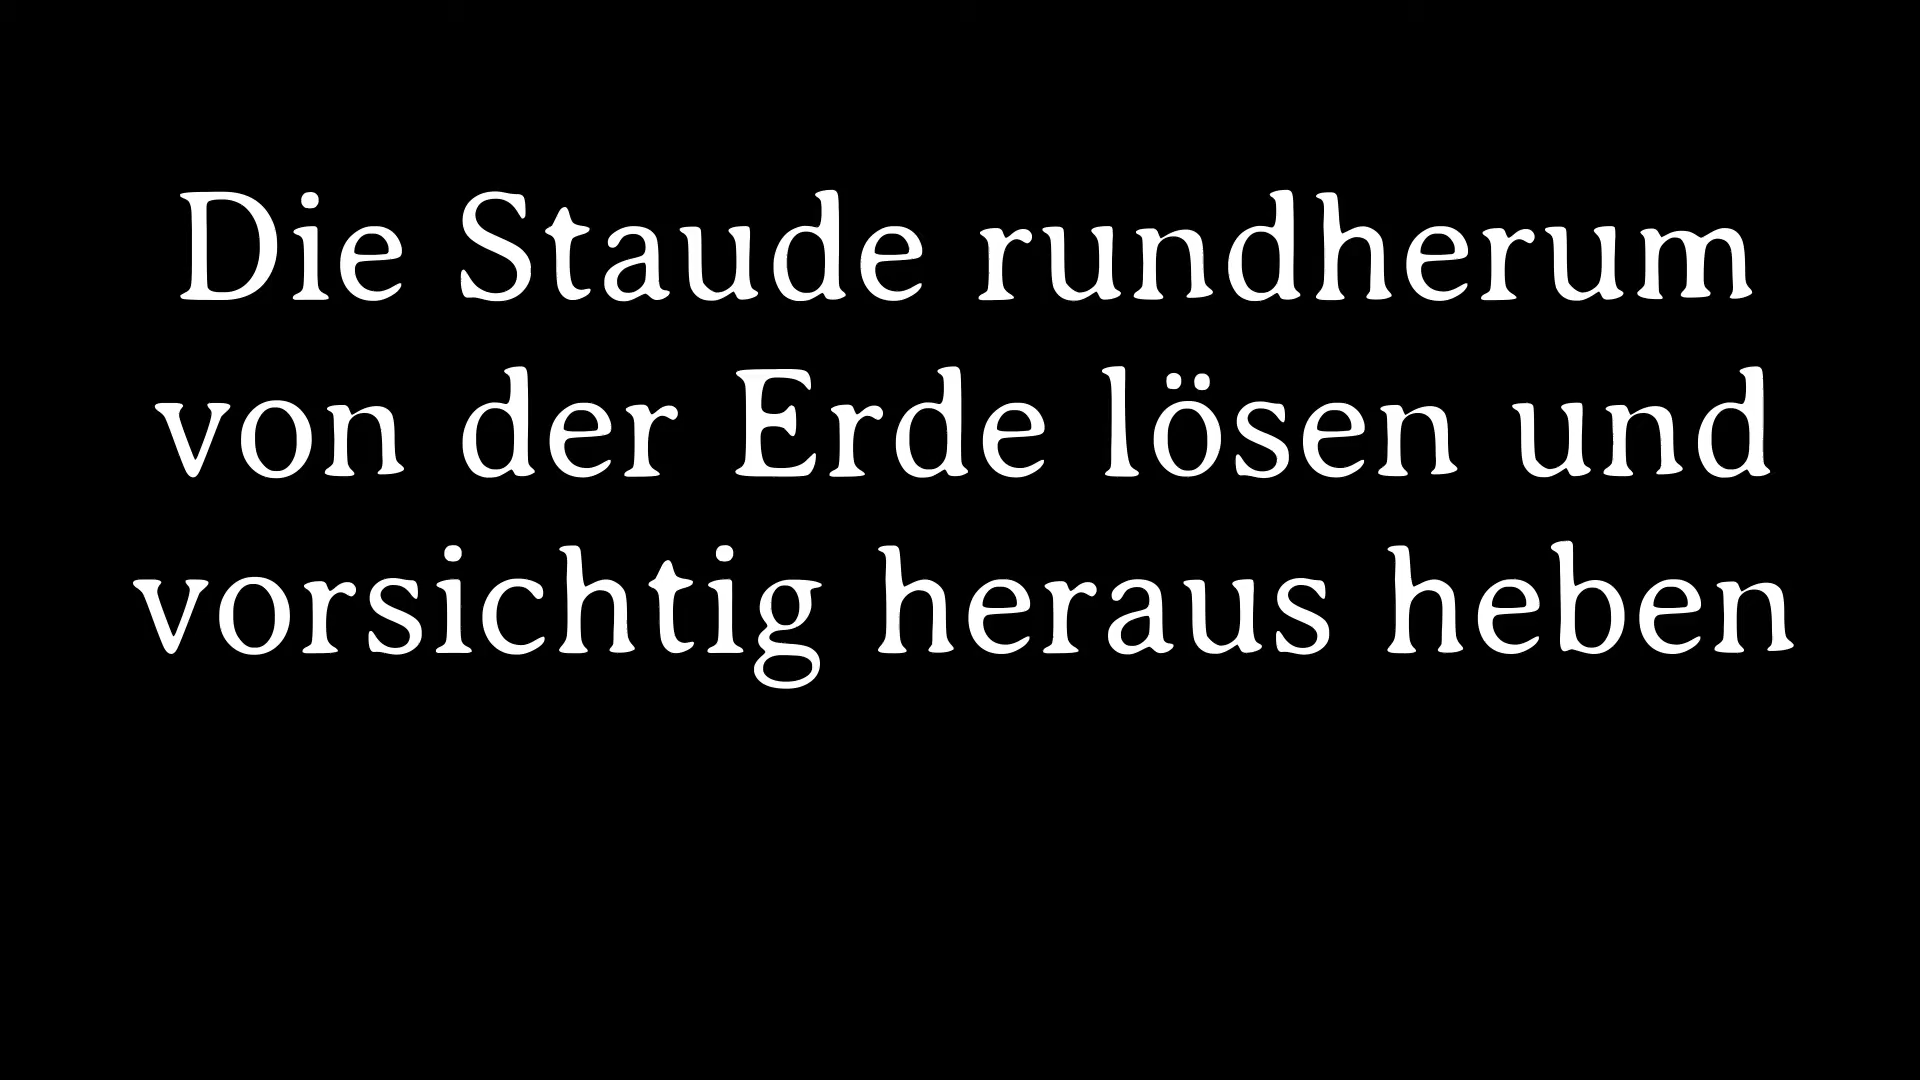 Die Staude rundherum
von der Erde lösen und
vorsichtig heraus heben